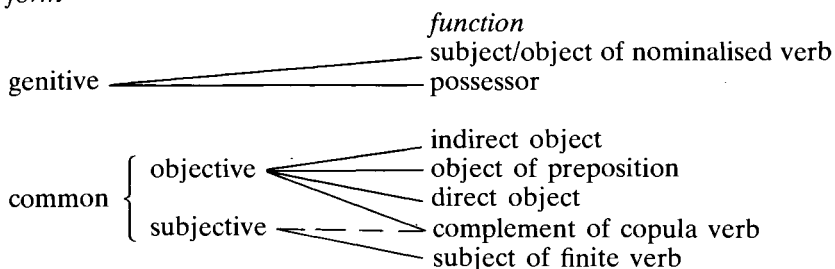 form
function
subject/object of nominalised verb
genitive
possessor
indirect object
objective
object of preposition
common
direct object
subjective
complement of copula verb
subject of finite verb